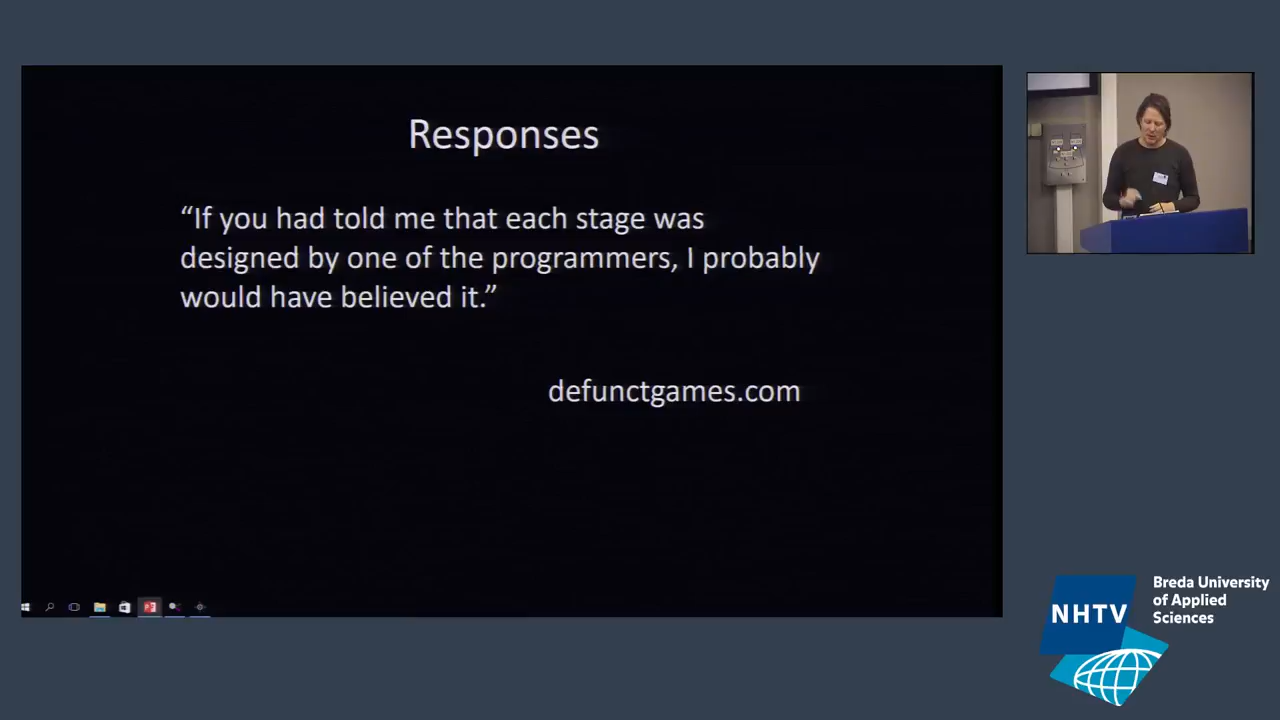 Responses
“If you had told me that each stage was
designed by one of the programmers, I probably
would have believed it.”
defunctgames.com
NHTV
Breda University
of Applied
Sciences